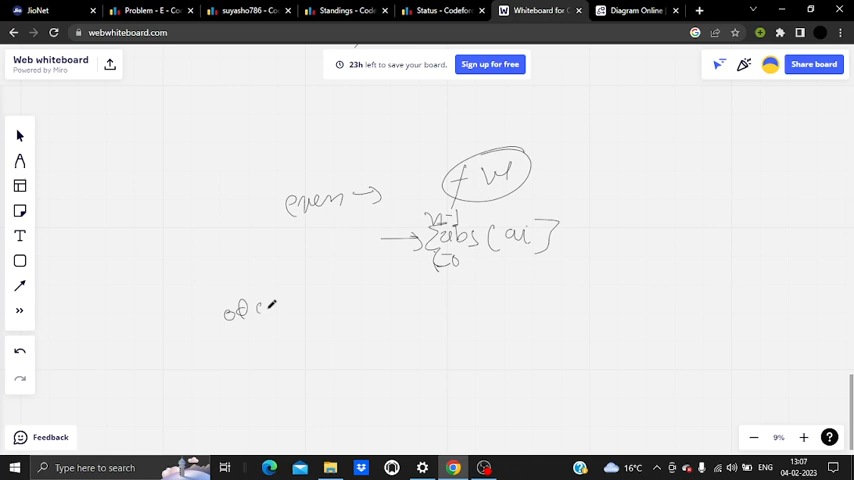 JioNet
Problem - E - Co
suyasho786 - Co
Standings - Code
Status - Codefor
Whiteboard for C
Diagram Online
webwhiteboard.com
Web whiteboard
Powered by Miro
23h left to save your board.
Sign up for free
Share board
+ve
even →
n-1
→ Σ abs(ai)
i=0
T
Feedback
9%
Type here to search
16°C
ENG
13:07
04-02-2023